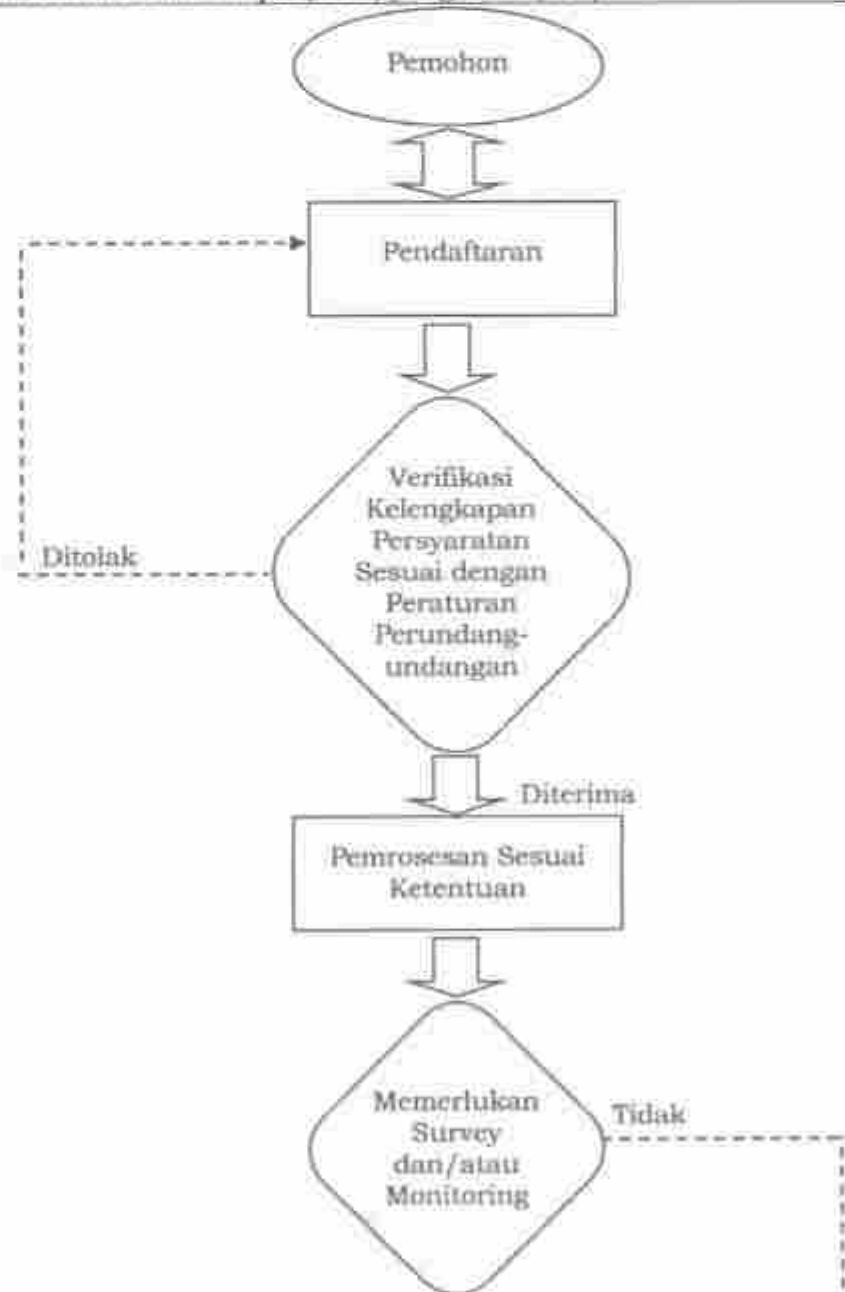 Pemohon
Pendaftaran
Verifikasi
Kelengkapan
Persyaratan
Sesuai dengan
Peraturan
Perundang-
undangan
Ditolak
Diterima
Pemrosesan Sesuai
Ketentuan
Memerlukan
Survey
dan/atau
Monitoring
Tidak